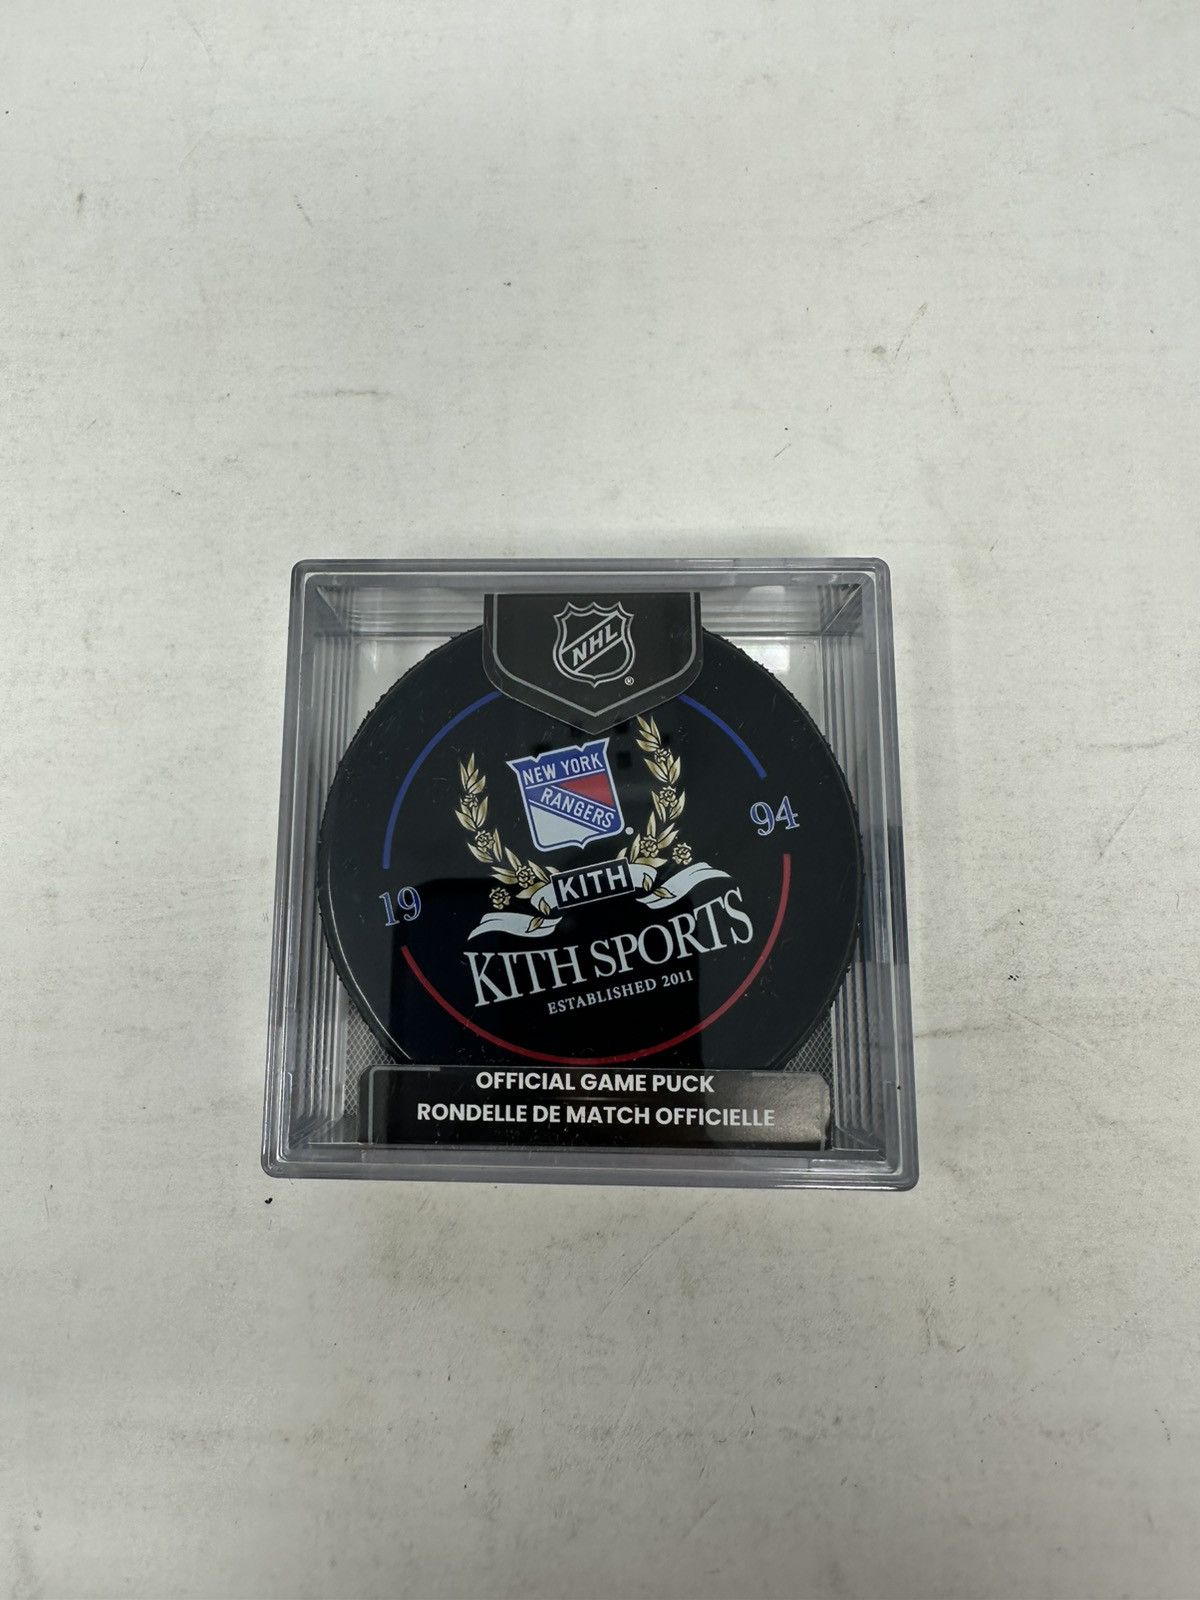 NHL
®
NEW YORK
RANGERS
19
94
KITH
KITH SPORTS
ESTABLISHED 2011
OFFICIAL GAME PUCK
RONDELLE DE MATCH OFFICIELLE